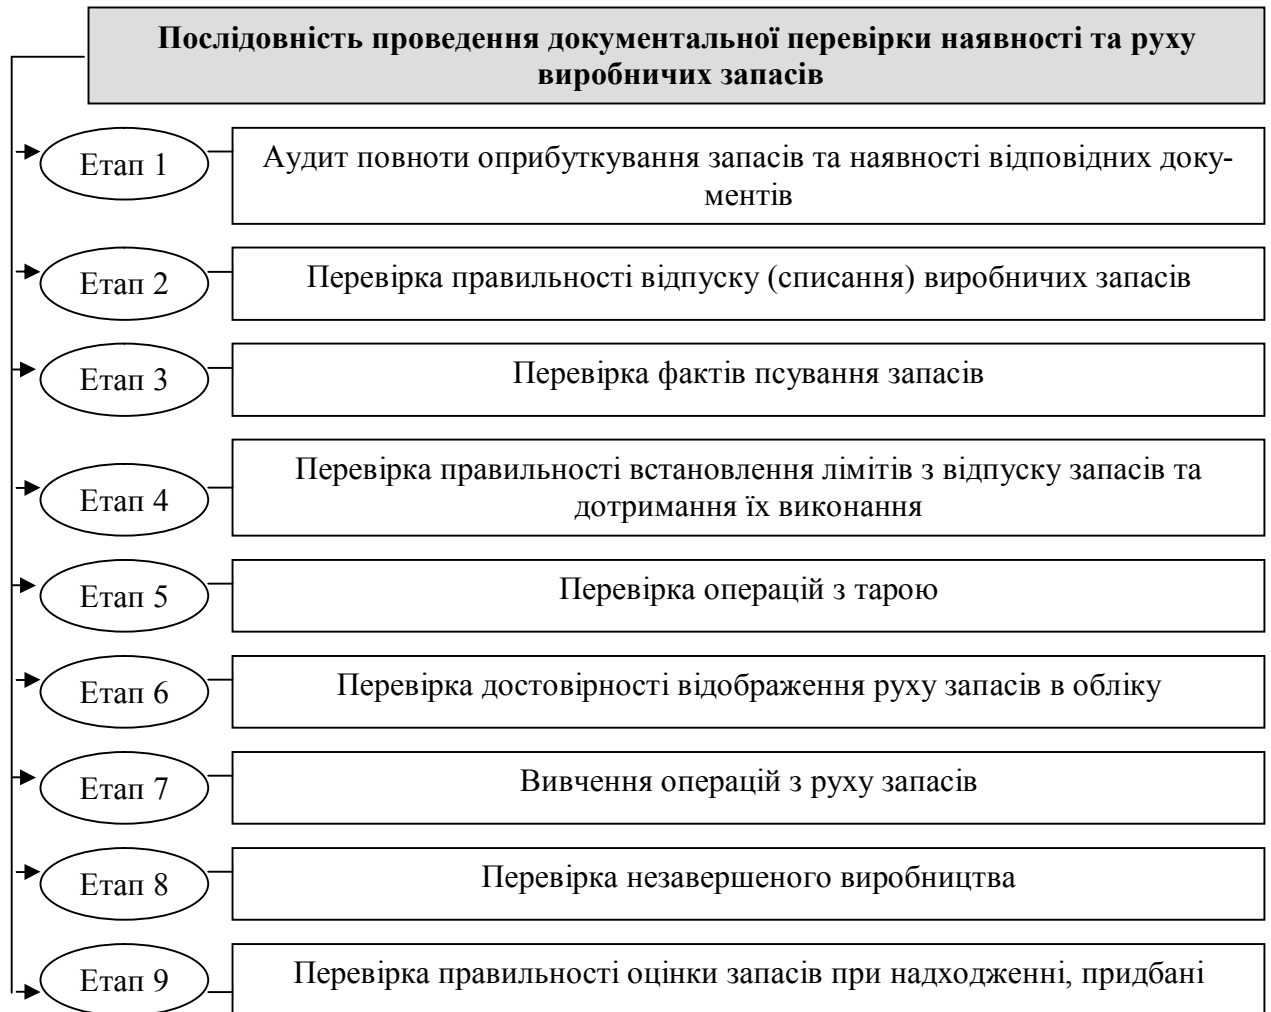 Послідовність проведення документальної перевірки наявності та руху
виробничих запасів
Етап 1
Аудит повноти оприбуткування запасів та наявності відповідних доку-
ментів
Етап 2
Перевірка правильності відпуску (списання) виробничих запасів
Етап 3
Перевірка фактів псування запасів
Етап 4
Перевірка правильності встановлення лімітів з відпуску запасів та
дотримання їх виконання
Етап 5
Перевірка операцій з тарою
Етап 6
Перевірка достовірності відображення руху запасів в обліку
Етап 7
Вивчення операцій з руху запасів
Етап 8
Перевірка незавершеного виробництва
Етап 9
Перевірка правильності оцінки запасів при надходженні, придбані